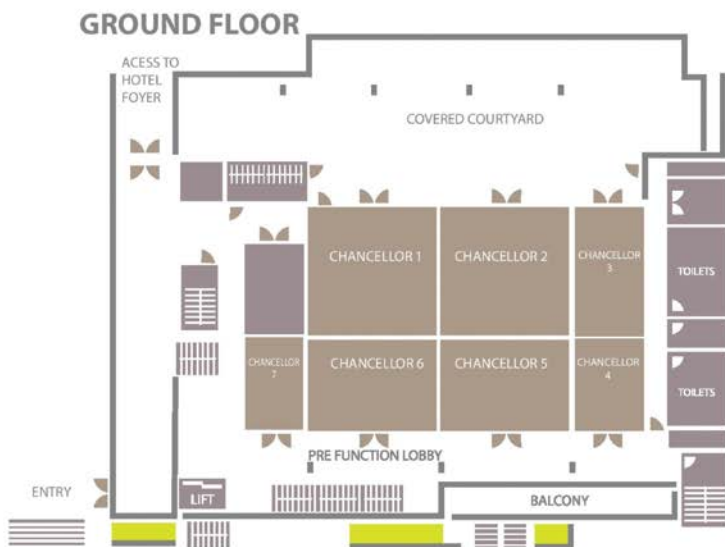 GROUND FLOOR
ACESS TO
HOTEL
FOYER
COVERED COURTYARD
CHANCELLOR 1
CHANCELLOR 2
CHANCELLOR
3
TOILETS
CHANCELLOR
7
CHANCELLOR 6
CHANCELLOR 5
CHANCELLOR
4
TOILETS
PRE FUNCTION LOBBY
ENTRY
LIFT
BALCONY